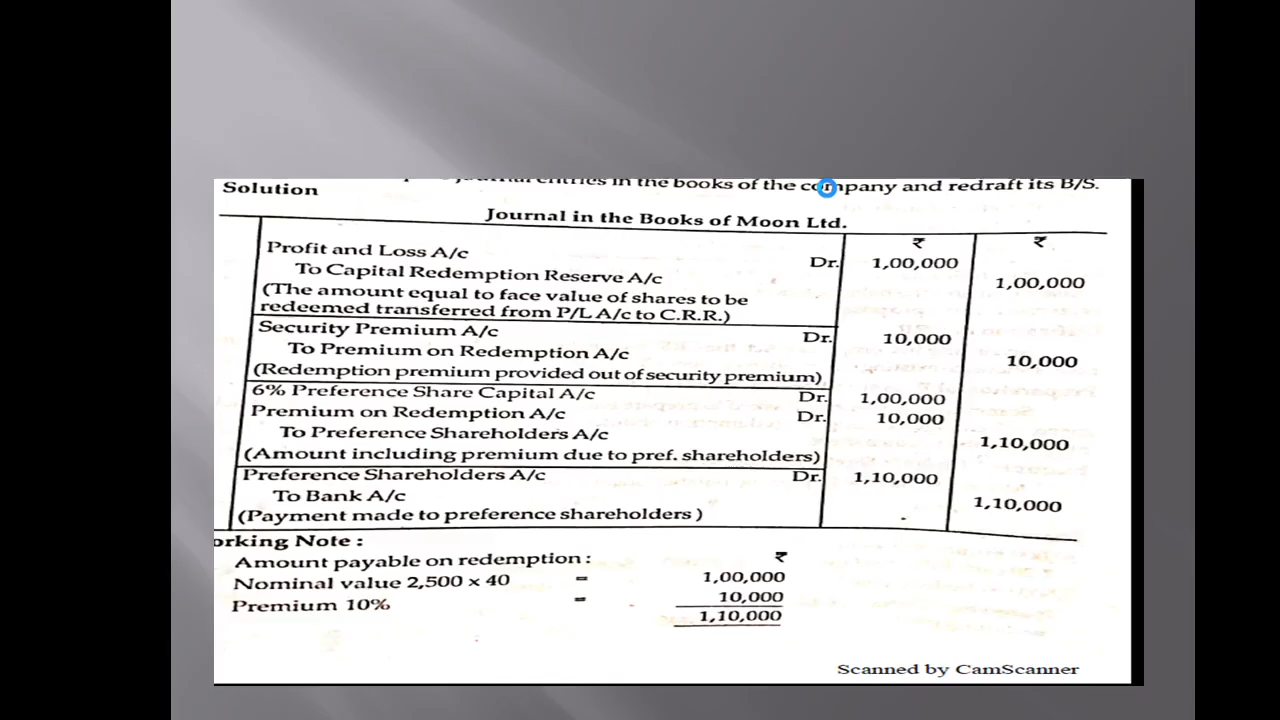 journal entries in the books of the company and redraft its B/S.
Solution
Journal in the Books of Moon Ltd.
₹ ₹
Profit and Loss A/c Dr. 1,00,000
To Capital Redemption Reserve A/c 1,00,000
(The amount equal to face value of shares to be
redeemed transferred from P/L A/c to C.R.R.)
Security Premium A/c Dr. 10,000
To Premium on Redemption A/c 10,000
(Redemption premium provided out of security premium)
6% Preference Share Capital A/c Dr. 1,00,000
Premium on Redemption A/c Dr. 10,000
To Preference Shareholders A/c 1,10,000
(Amount including premium due to pref. shareholders)
Preference Shareholders A/c Dr. 1,10,000
To Bank A/c 1,10,000
(Payment made to preference shareholders )
orking Note :
Amount payable on redemption : ₹
Nominal value 2,500 × 40 = 1,00,000
Premium 10% = 10,000
1,10,000
Scanned by CamScanner